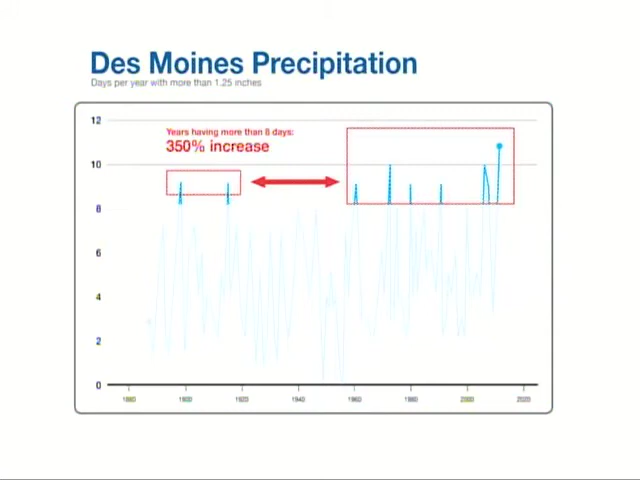 Des Moines Precipitation
Days per year with more than 1.25 inches
12
Years having more than 8 days:
350% increase
10
8
6
4
2
0
1880 1900 1920 1940 1960 1980 2000 2020